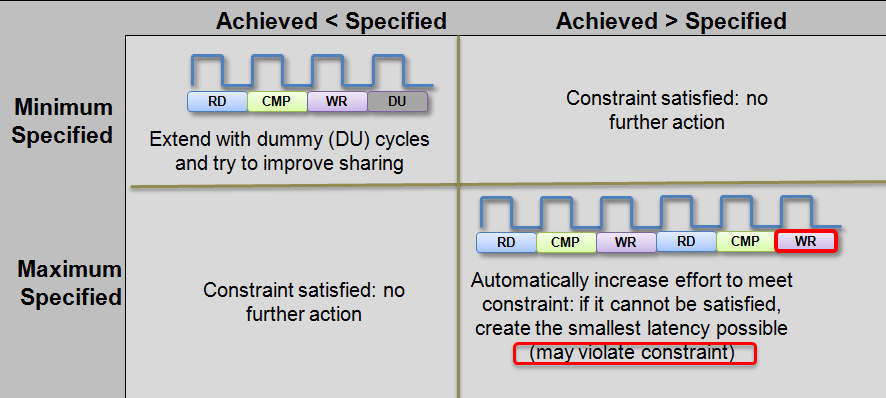 Achieved < Specified
Achieved > Specified
Minimum
Specified
RD CMP WR DU
Extend with dummy (DU) cycles
and try to improve sharing
Constraint satisfied: no
further action
Maximum
Specified
Constraint satisfied: no
further action
RD CMP WR RD CMP WR
Automatically increase effort to meet
constraint: if it cannot be satisfied,
create the smallest latency possible
(may violate constraint)